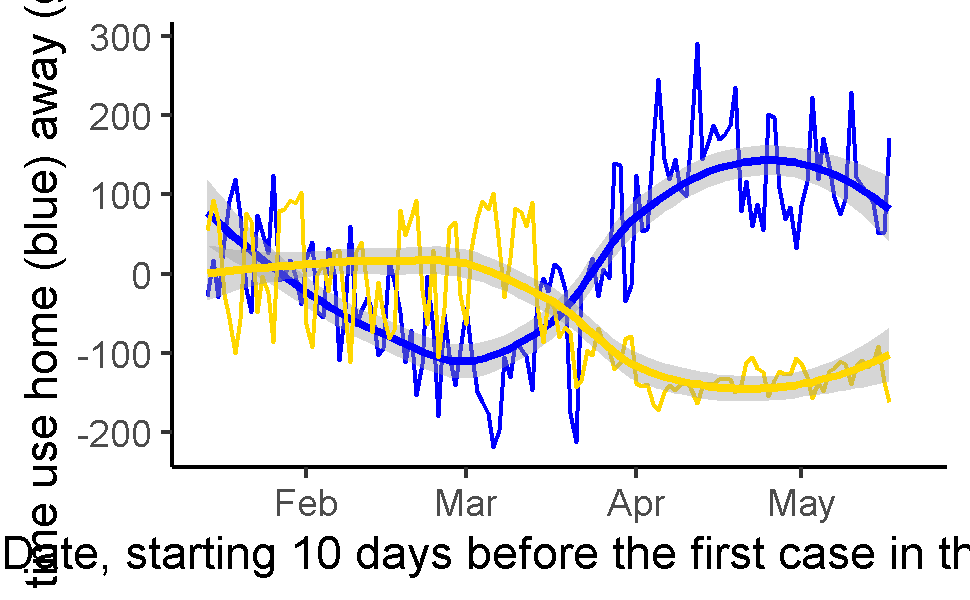 time use home (blue) away (
300
200
100
0
-100
-200
Feb
Mar
Apr
May
Date, starting 10 days before the first case in th